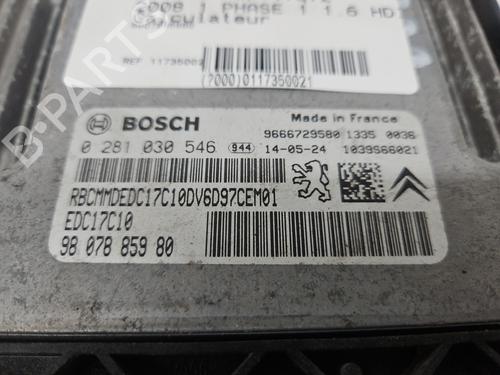 2008 1 PHASE 1 1.6 HD
Calculateur
REF 11735002
(7000)0117350021
B-PARTS
BOSCH
Made in France
9666729580 1335 0036
0 281 030 546 944 14-05-24 1039S66021
RBCMMDEDC17C10DV6D97CEM01
EDC17C10
98 078 859 80